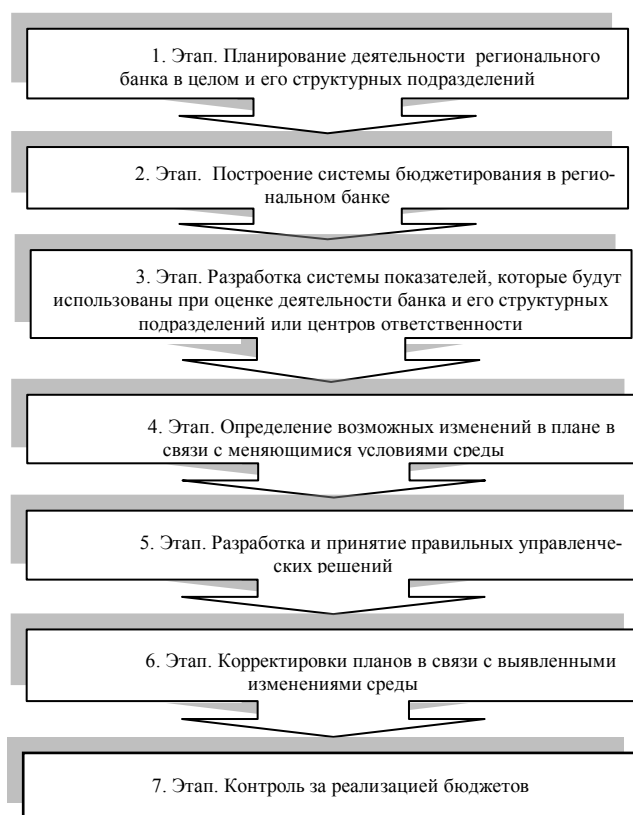 1. Этап. Планирование деятельности регионального
банка в целом и его структурных подразделений
2. Этап. Построение системы бюджетирования в регио-
нальном банке
3. Этап. Разработка системы показателей, которые будут
использованы при оценке деятельности банка и его структурных
подразделений или центров ответственности
4. Этап. Определение возможных изменений в плане в
связи с меняющимися условиями среды
5. Этап. Разработка и принятие правильных управленче-
ских решений
6. Этап. Корректировки планов в связи с выявленными
изменениями среды
7. Этап. Контроль за реализацией бюджетов